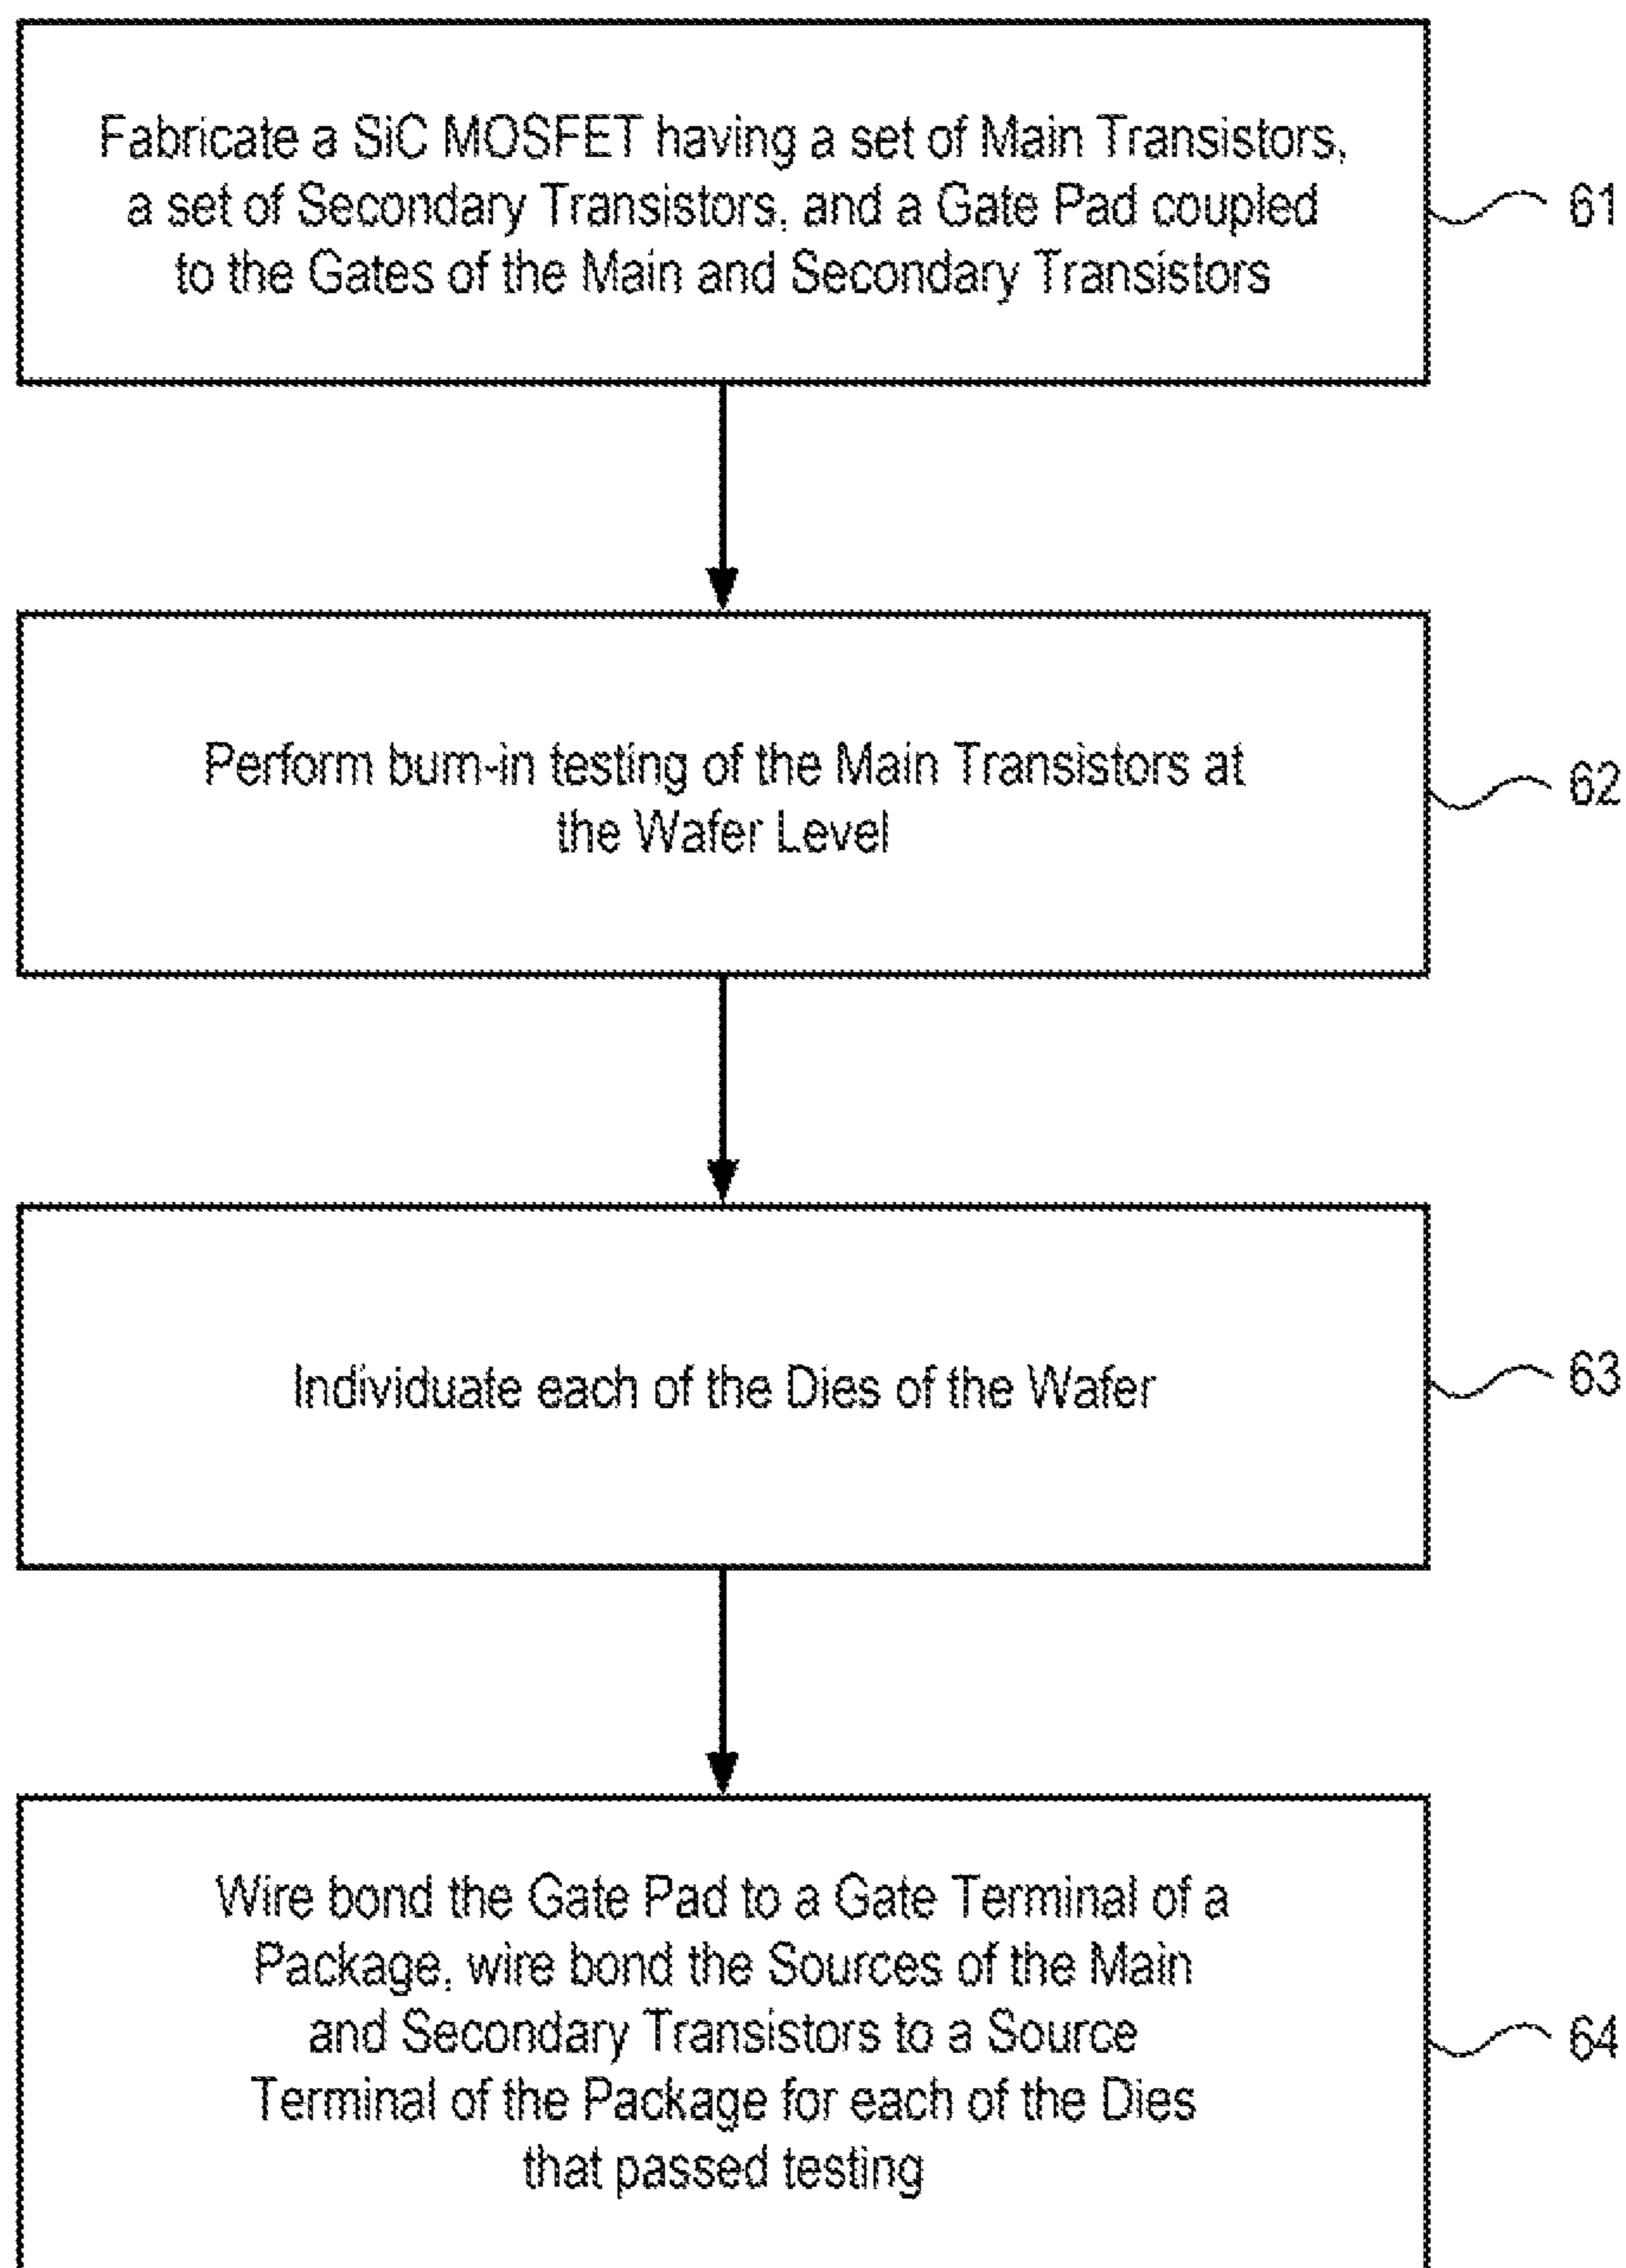 Fabricate a SiC MOSFET having a set of Main Transistors,
a set of Secondary Transistors, and a Gate Pad coupled
to the Gates of the Main and Secondary Transistors
61
Perform burn-in testing of the Main Transistors at
the Wafer Level
62
Individuate each of the Dies of the Wafer
63
Wire bond the Gate Pad to a Gate Terminal of a
Package, wire bond the Sources of the Main
and Secondary Transistors to a Source
Terminal of the Package for each of the Dies
that passed testing
64